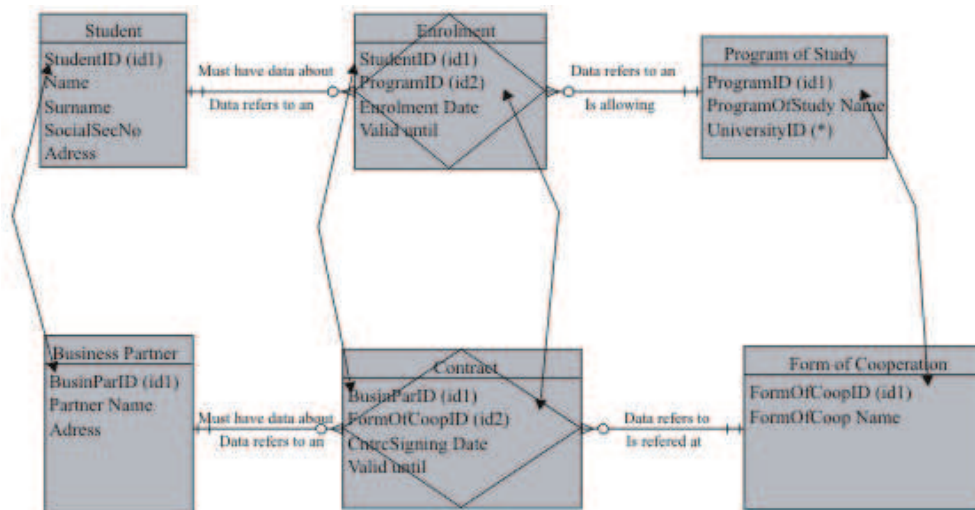 Student
StudentID (id1)
Name
Surname
SocialSecNo
Adress
Must have data about
Data refers to an
Enrolment
StudentID (id1)
ProgramID (id2)
Enrolment Date
Valid until
Data refers to an
Is allowing
Program of Study
ProgramID (id1)
ProgramOfStudy Name
UniversityID (*)
Business Partner
BusinParID (id1)
Partner Name
Adress
Must have data about
Data refers to an
Contract
BusinParID (id1)
FormOfCoopID (id2)
CntrcSigning Date
Valid until
Data refers to
Is refered at
Form of Cooperation
FormOfCoopID (id1)
FormOfCoop Name